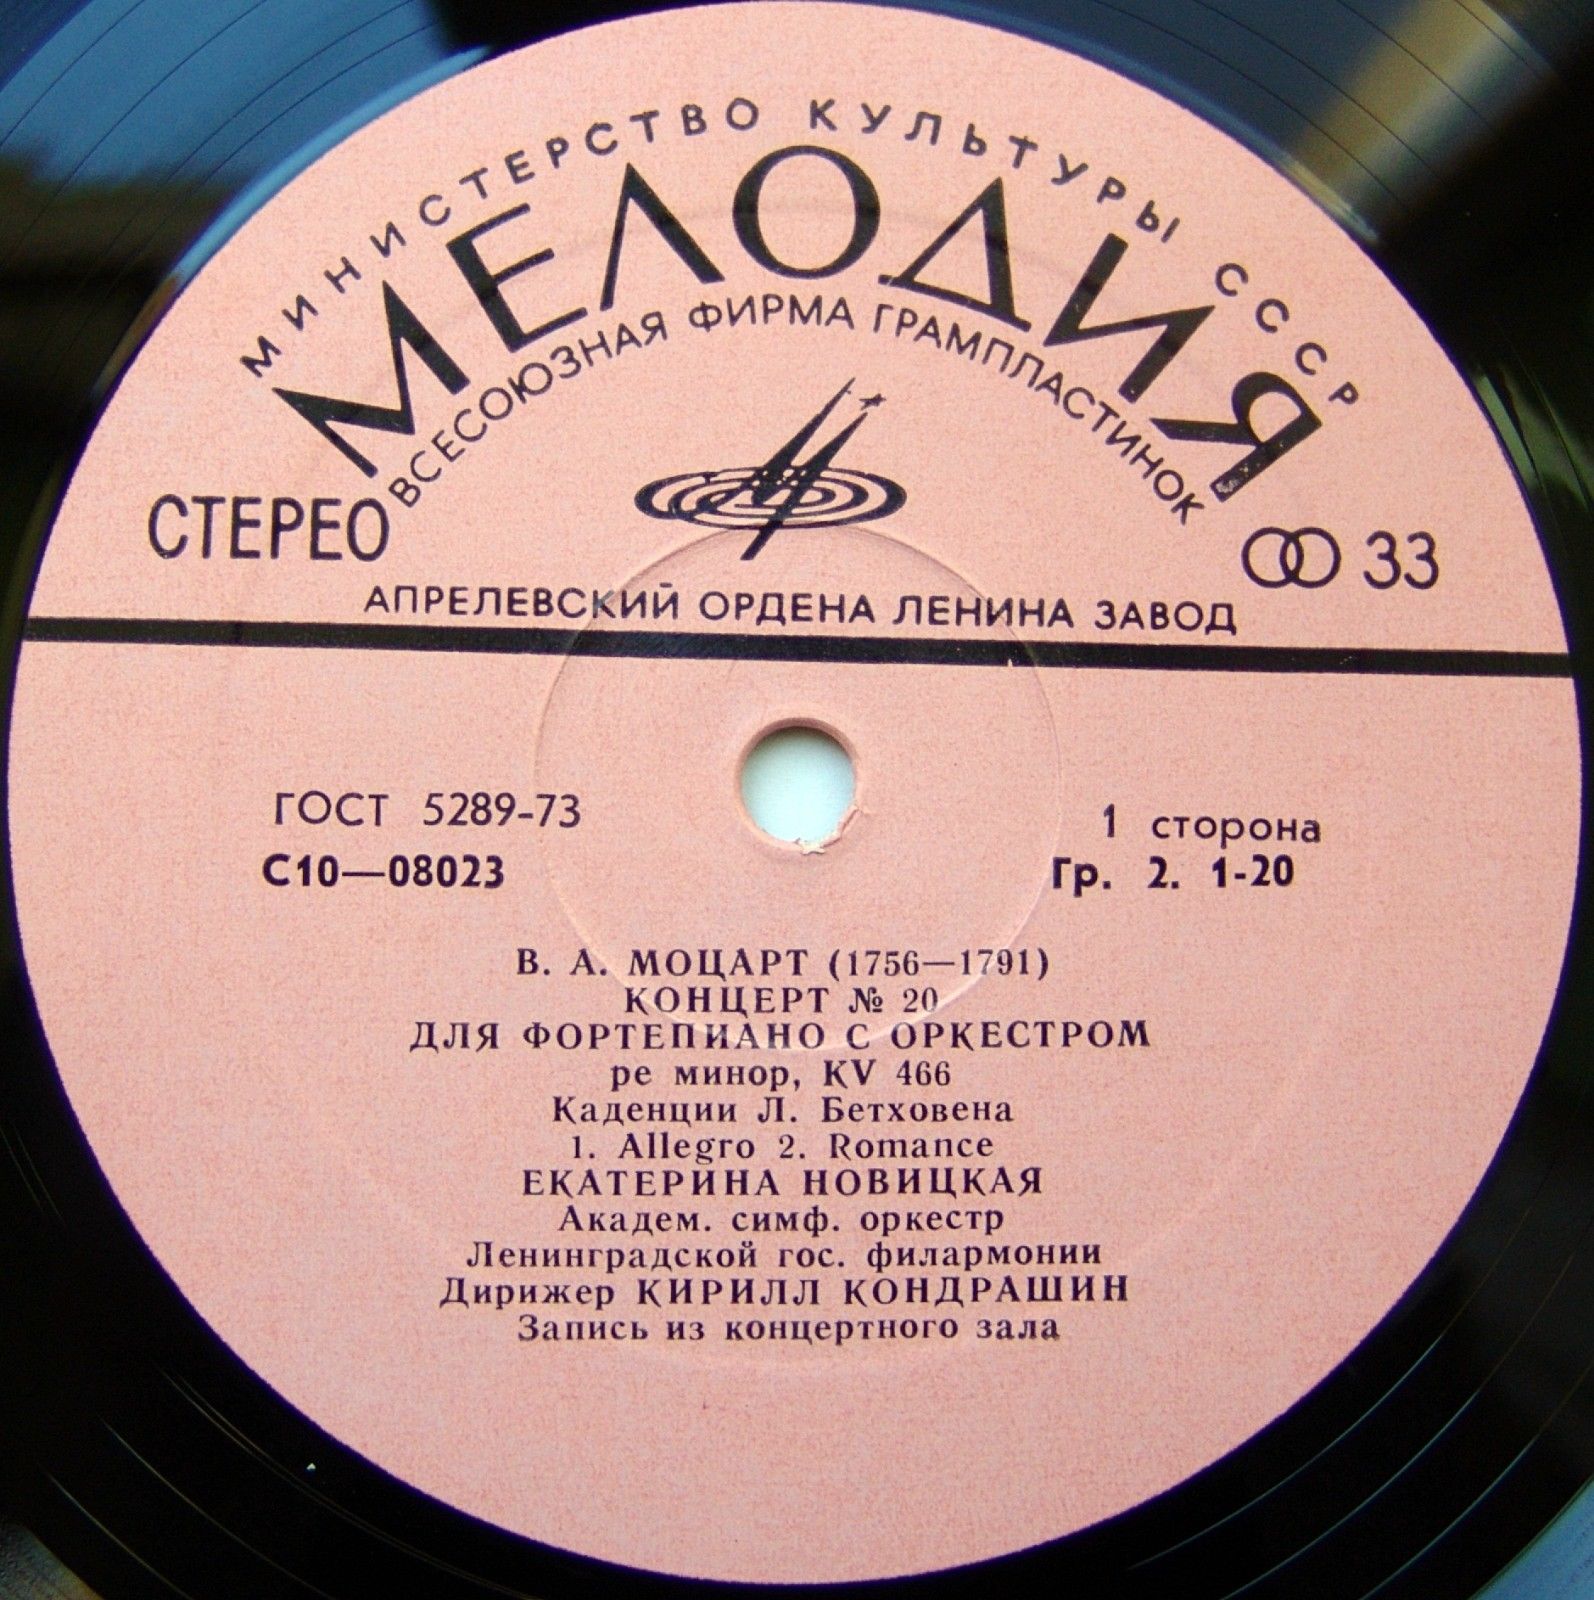 МИНИСТЕРСТВО КУЛЬТУРЫ СССР
МЕЛОДИЯ
ВСЕСОЮЗНАЯ ФИРМА ГРАМПЛАСТИНОК
СТЕРЕО
33
АПРЕЛЕВСКИЙ ОРДЕНА ЛЕНИНА ЗАВОД
ГОСТ 5289-73
1 сторона
С10—08023
Гр. 2. 1-20
В. А. МОЦАРТ (1756—1791)
КОНЦЕРТ № 20
ДЛЯ ФОРТЕПИАНО С ОРКЕСТРОМ
ре минор, KV 466
Каденции Л. Бетховена
1. Allegro 2. Romance
ЕКАТЕРИНА НОВИЦКАЯ
Академ. симф. оркестр
Ленинградской гос. филармонии
Дирижер КИРИЛЛ КОНДРАШИН
Запись из концертного зала